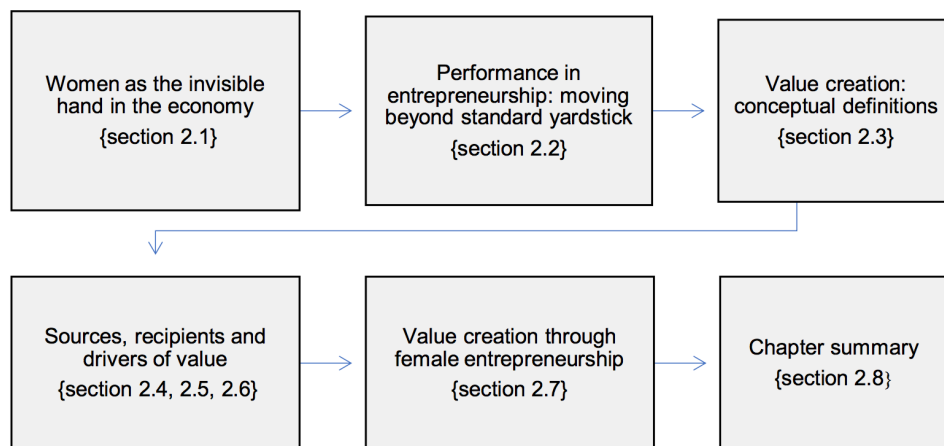 Women as the invisible
hand in the economy
{section 2.1}
Performance in
entrepreneurship: moving
beyond standard yardstick
{section 2.2}
Value creation:
conceptual definitions
{section 2.3}
Sources, recipients and
drivers of value
{section 2.4, 2.5, 2.6}
Value creation through
female entrepreneurship
{section 2.7}
Chapter summary
{section 2.8}